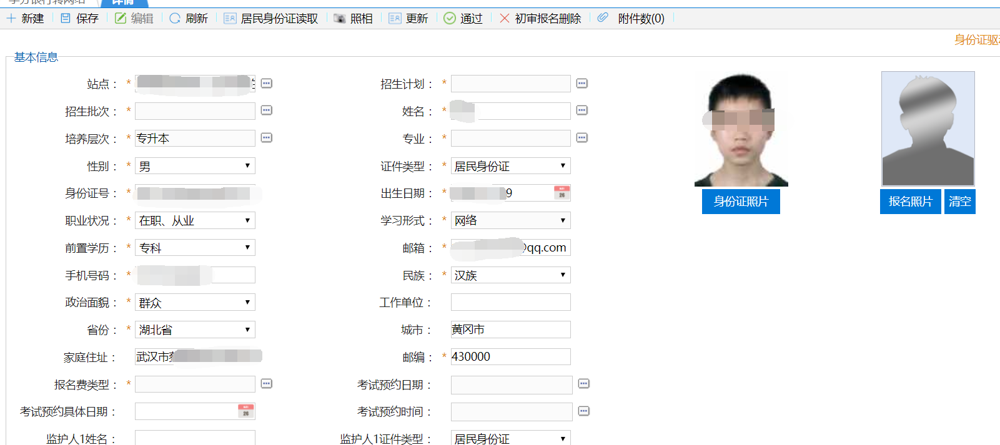 学分银行转网络 详情
新建 保存 编辑 刷新 居民身份证读取 照相 更新 通过 初审报名删除 附件数(0)
身份证驱
基本信息
站点： * 招生计划： *
招生批次： * 姓名： *
培养层次： * 专升本 专业： *
性别： * 男 证件类型： * 居民身份证
身份证号： * 出生日期： * 9
身份证照片 报名照片 清空
职业状况： * 在职、从业 学习形式： * 网络
前置学历： * 专科 邮箱： * @qq.com
手机号码： * 民族： * 汉族
政治面貌： * 群众 工作单位：
省份： * 湖北省 城市： 黄冈市
家庭住址： 武汉市 邮编： * 430000
报名费类型： * 考试预约日期：
考试预约具体日期： 考试预约时间：
监护人1姓名： 监护人1证件类型： 居民身份证